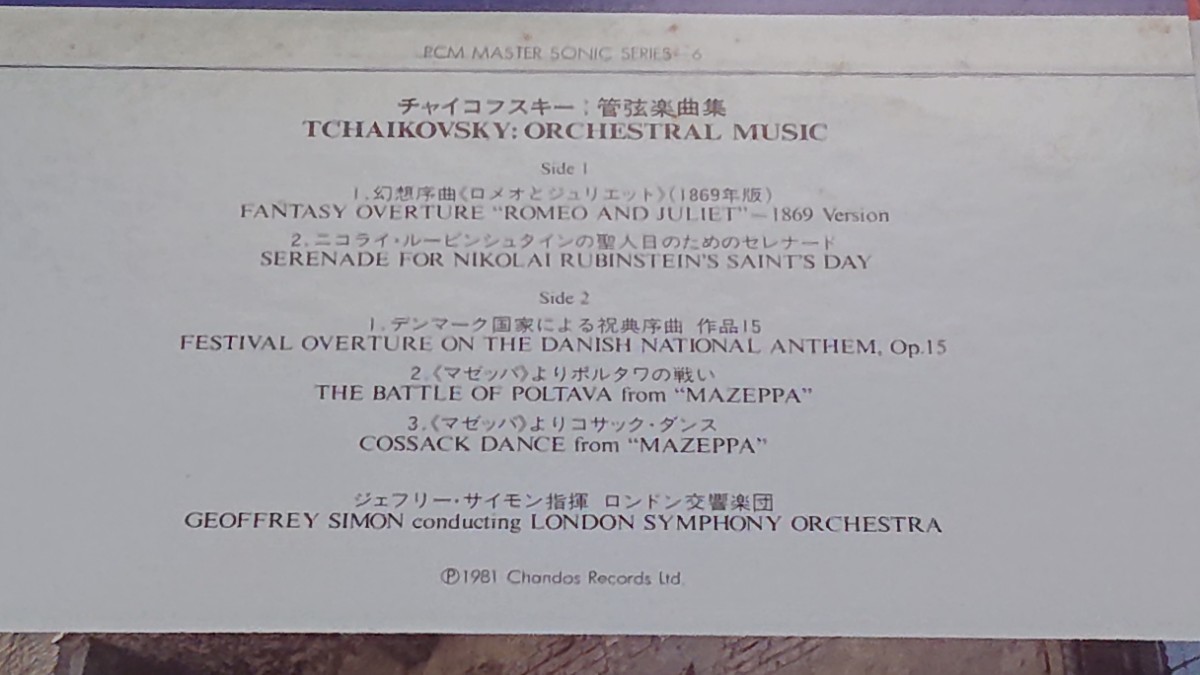 PCM MASTER SONIC SERIES 6
チャイコフスキー：管弦楽曲集
TCHAIKOVSKY: ORCHESTRAL MUSIC
Side 1
1.幻想序曲《ロメオとジュリエット》(1869年版)
FANTASY OVERTURE "ROMEO AND JULIET"—1869 Version
2.ニコライ・ルービンシュタインの聖人日のためのセレナード
SERENADE FOR NIKOLAI RUBINSTEIN'S SAINT'S DAY
Side 2
1.デンマーク国家による祝典序曲 作品15
FESTIVAL OVERTURE ON THE DANISH NATIONAL ANTHEM, Op.15
2.《マゼッパ》よりポルタワの戦い
THE BATTLE OF POLTAVA from "MAZEPPA"
3.《マゼッパ》よりコサック・ダンス
COSSACK DANCE from "MAZEPPA"
ジェフリー・サイモン指揮 ロンドン交響楽団
GEOFFREY SIMON conducting LONDON SYMPHONY ORCHESTRA
℗1981 Chandos Records Ltd.